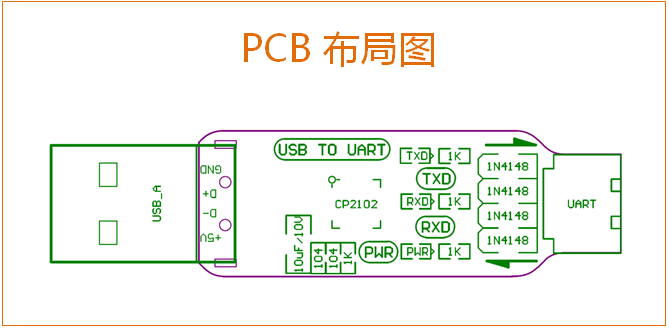 PCB 布局图
USB TO UART
USB_A
GND
D+
D-
+5V
CP2102
10uF/10V
104
104
1K
TXD
1K
TXD
RXD
1K
RXD
PWR
PWR
1K
1N4148
1N4148
1N4148
1N4148
UART